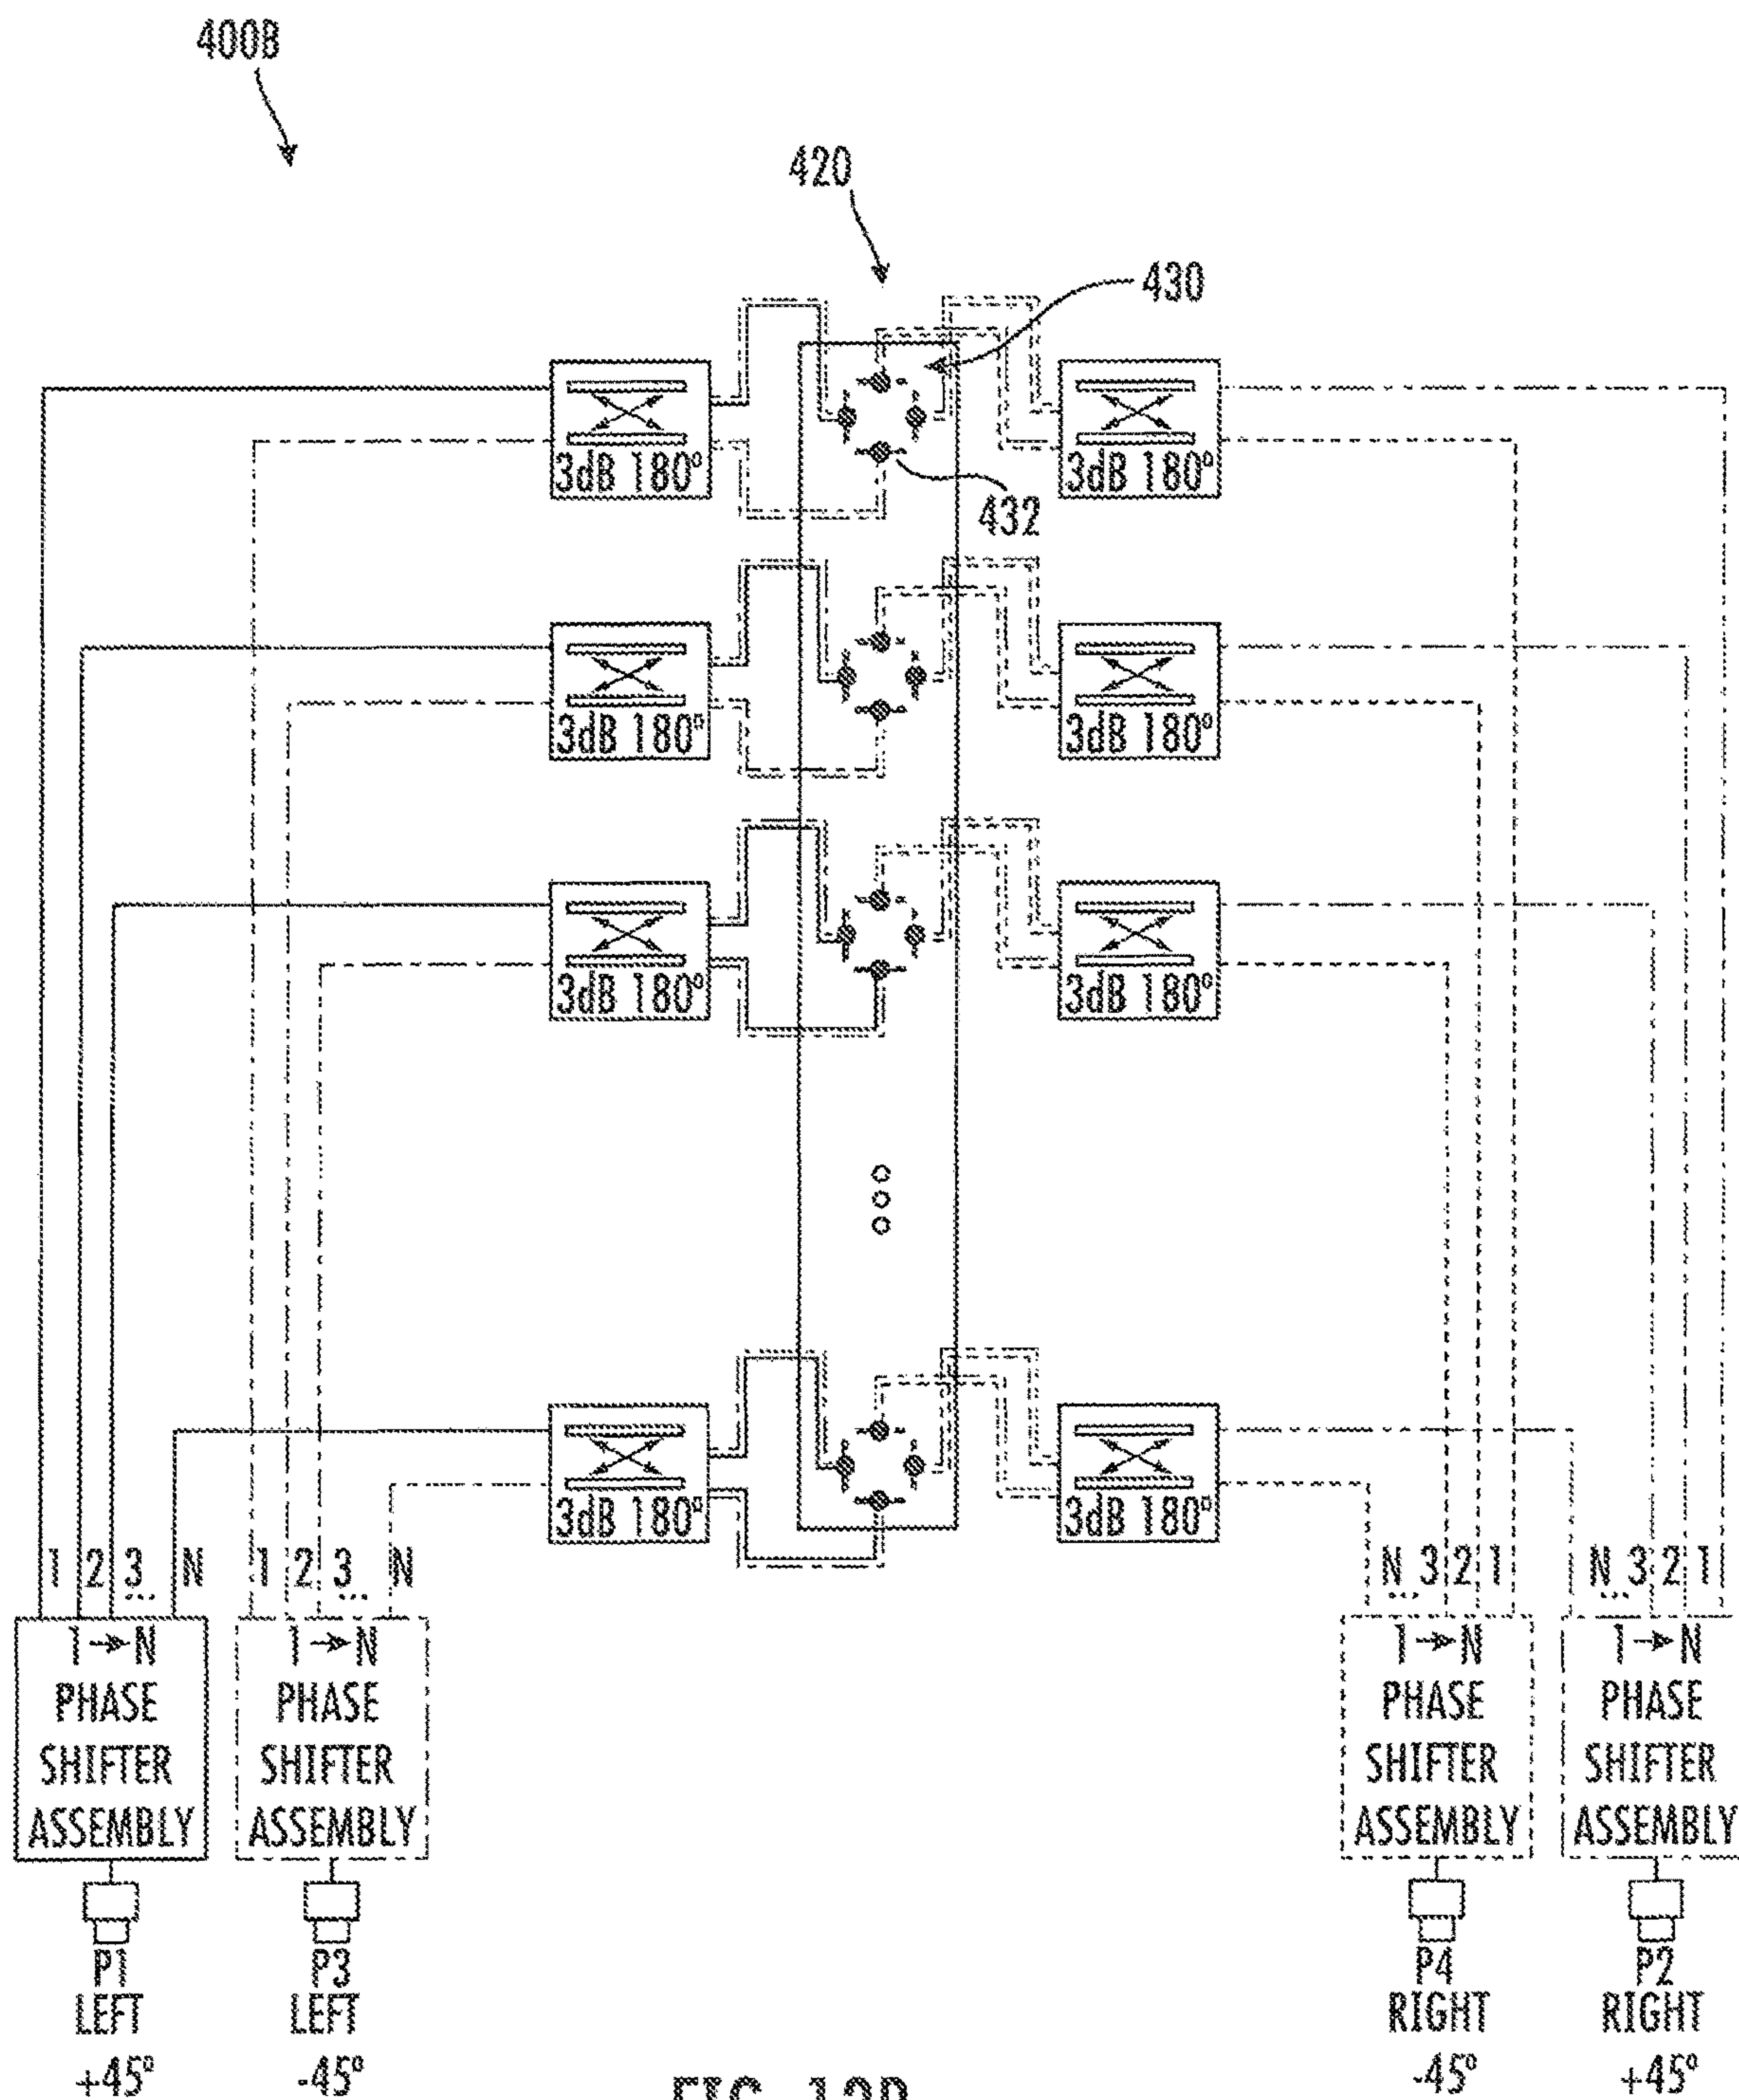 400B
420
430
3dB 180°
3dB 180°
432
3dB 180°
3dB 180°
3dB 180°
3dB 180°
3dB 180°
3dB 180°
1 2 3 ... N
1 2 3 ... N
N ... 3 2 1
N ... 3 2 1
1→N
PHASE
SHIFTER
ASSEMBLY
1→N
PHASE
SHIFTER
ASSEMBLY
1→N
PHASE
SHIFTER
ASSEMBLY
1→N
PHASE
SHIFTER
ASSEMBLY
P1
LEFT
+45°
P3
LEFT
-45°
P4
RIGHT
-45°
P2
RIGHT
+45°